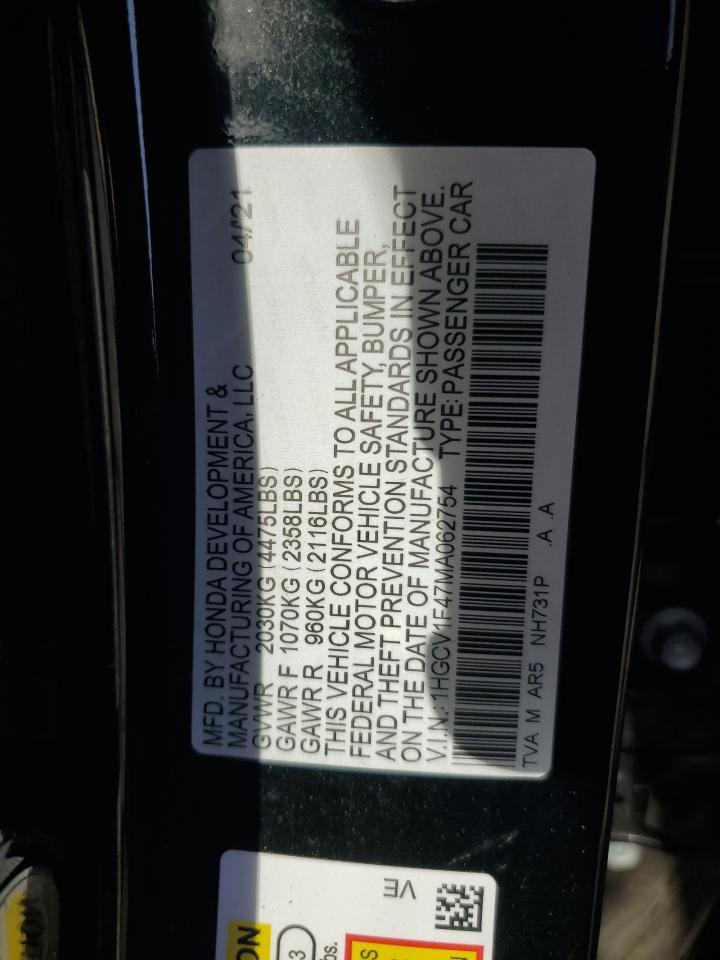 MFD. BY HONDA DEVELOPMENT &
MANUFACTURING OF AMERICA, LLC 04/21
GVWR 2030KG (4475LBS)
GAWR F 1070KG (2358LBS)
GAWR R 960KG (2116LBS)
THIS VEHICLE CONFORMS TO ALL APPLICABLE
FEDERAL MOTOR VEHICLE SAFETY, BUMPER,
AND THEFT PREVENTION STANDARDS IN EFFECT
ON THE DATE OF MANUFACTURE SHOWN ABOVE.
V.I.N.: 1HGCV1F47MA062754 TYPE: PASSENGER CAR
TVA M AR5 NH731P .A .A
VE
3